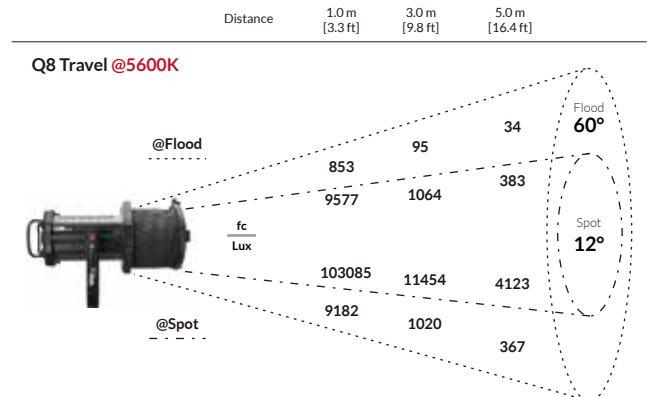 Distance 1.0 m 3.0 m 5.0 m
[3.3 ft] [9.8 ft] [16.4 ft]
Q8 Travel @5600K
Flood
60°
34
95
@Flood
853
383
1064
9577
Spot
12°
fc
Lux
103085
11454
4123
9182
1020
@Spot
367